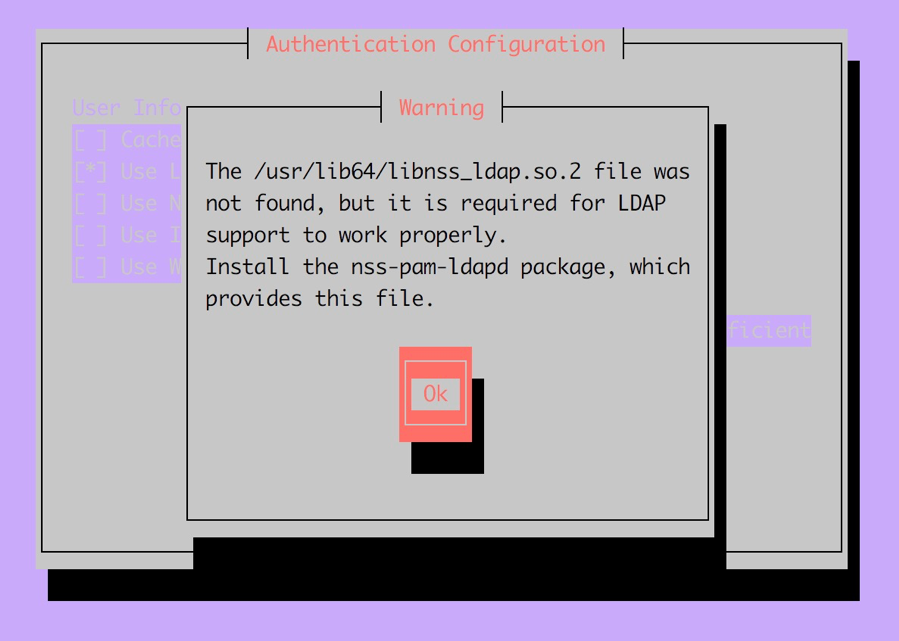 Authentication Configuration
User Info
[ ] Cache
[*] Use L
[ ] Use N
[ ] Use I
[ ] Use W
Warning
The /usr/lib64/libnss_ldap.so.2 file was
not found, but it is required for LDAP
support to work properly.
Install the nss-pam-ldapd package, which
provides this file.
ficient
Ok